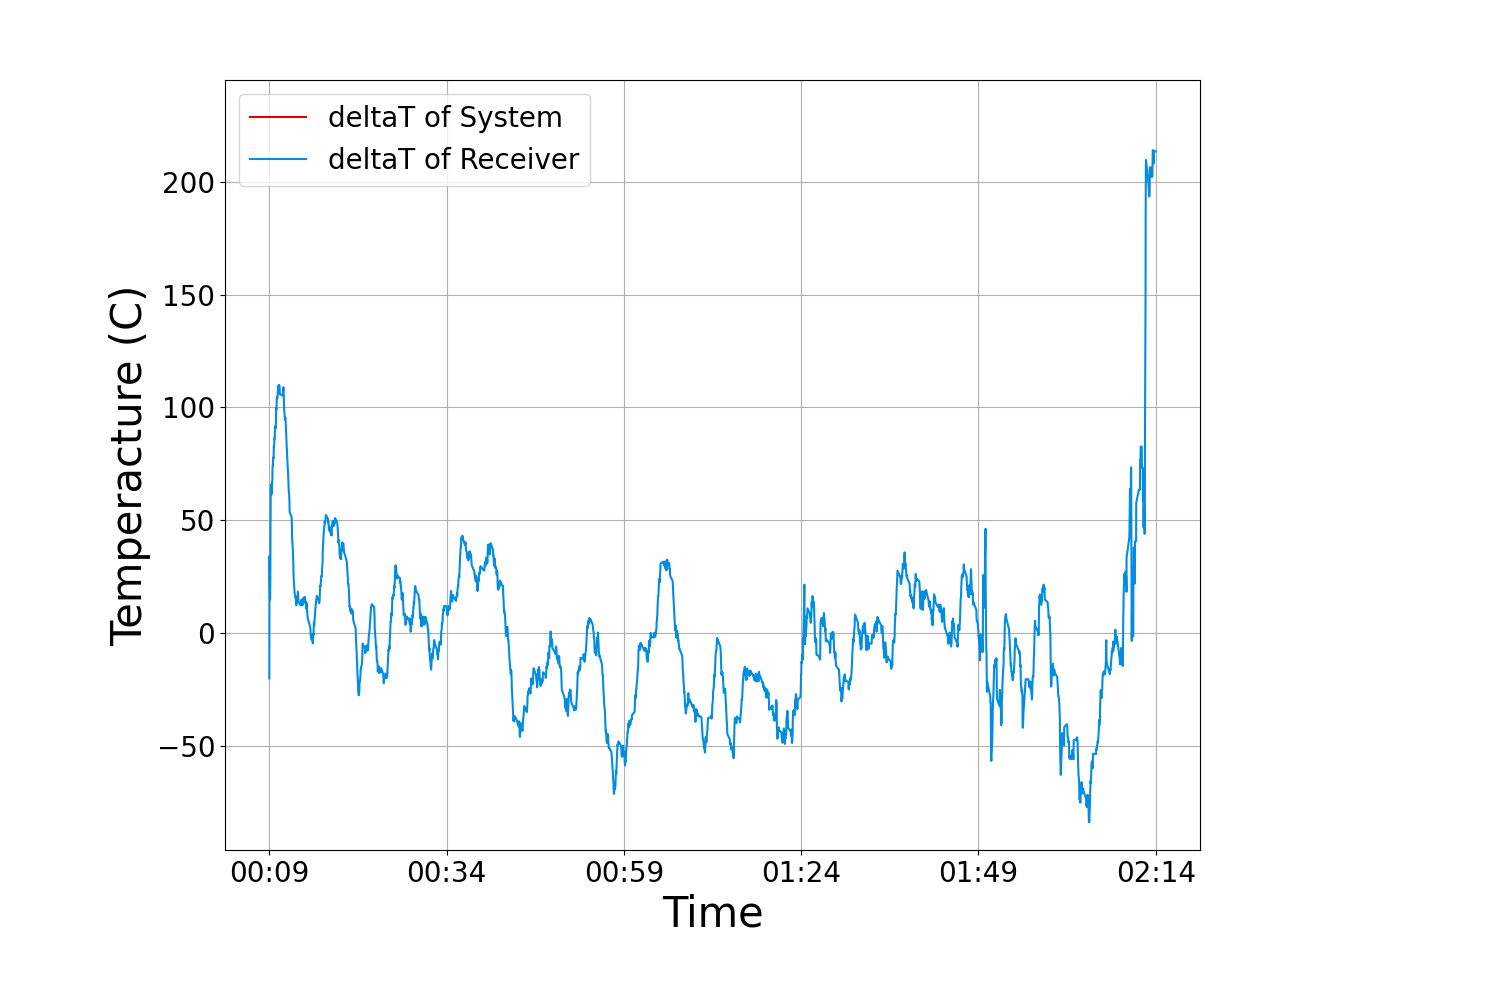 deltaT of System
deltaT of Receiver
200
150
100
50
0
−50
Temperacture (C)
00:09 00:34 00:59 01:24 01:49 02:14
Time